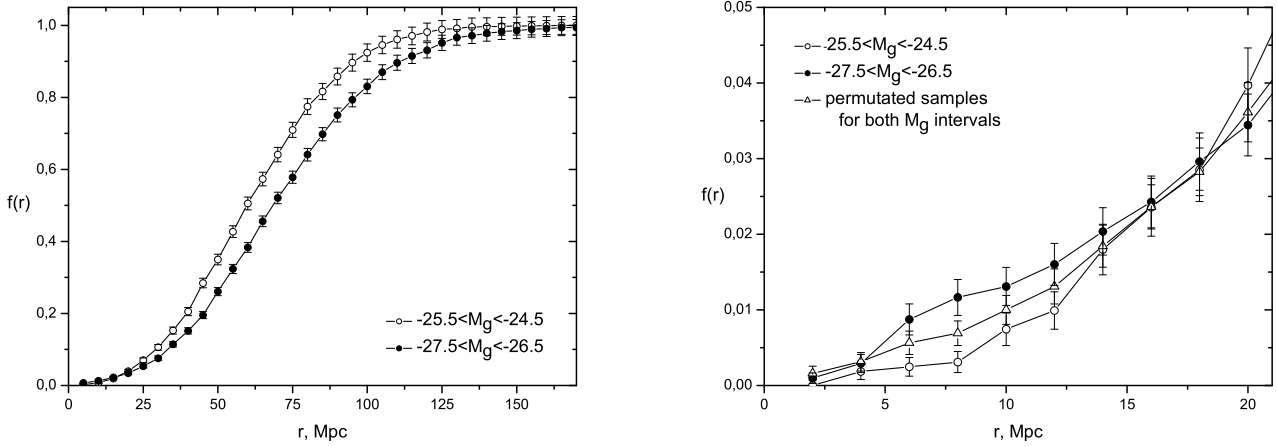 1,0
0,8
0,6
0,4
0,2
0,0
f(r)
-25.5<Mg<-24.5
-27.5<Mg<-26.5
0 25 50 75 100 125 150
r, Mpc
0,05
0,04
0,03
0,02
0,01
0,00
f(r)
-25.5<Mg<-24.5
-27.5<Mg<-26.5
permutated samples
for both Mg intervals
0 5 10 15 20
r, Mpc